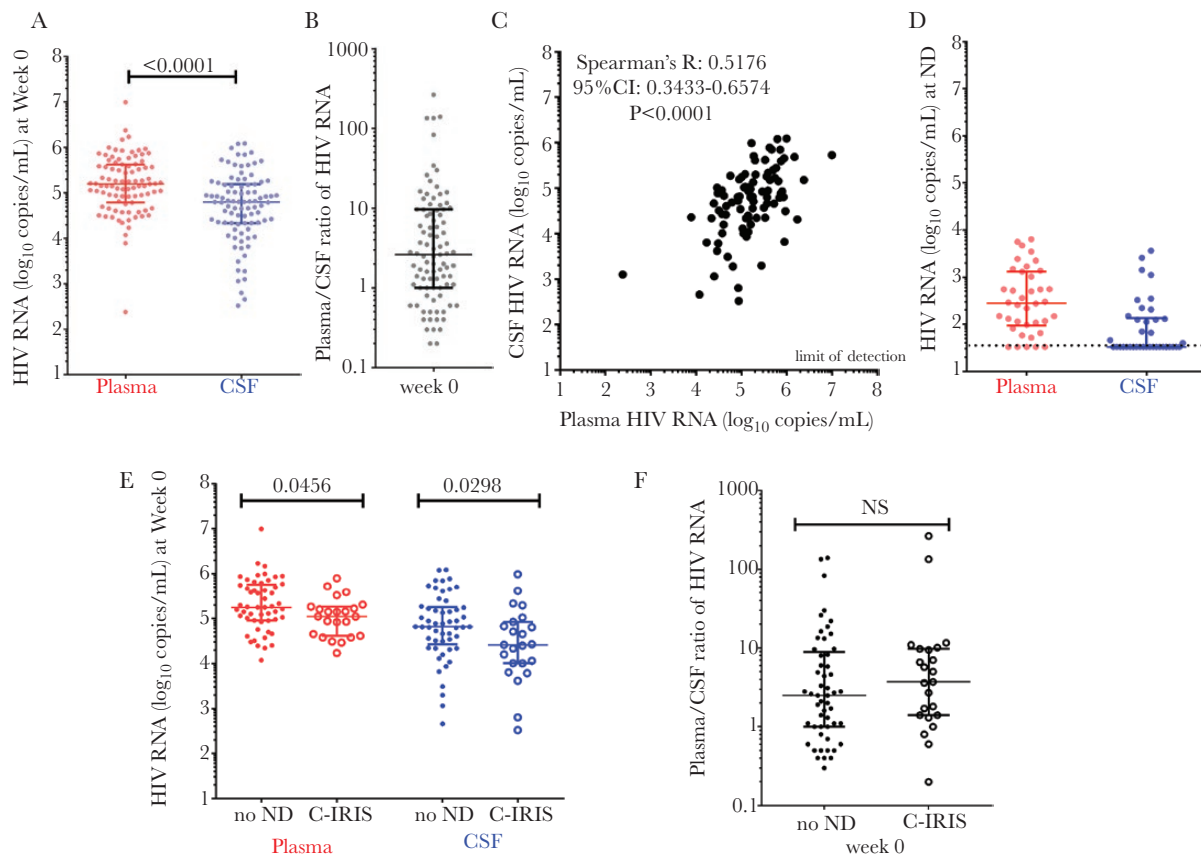 A
HIV RNA (log10 copies/mL) at Week 0
8
7
6
5
4
3
2
1
<0.0001
Plasma
CSF
B
Plasma/CSF ratio of HIV RNA
1000
100
10
1
0.1
week 0
C
CSF HIV RNA (log10 copies/mL)
8
7
6
5
4
3
2
1
Spearman's R: 0.5176
95%CI: 0.3433-0.6574
P<0.0001
limit of detection
1 2 3 4 5 6 7 8
Plasma HIV RNA (log10 copies/mL)
D
HIV RNA (log10 copies/mL) at ND
8
7
6
5
4
3
2
1
Plasma
CSF
E
HIV RNA (log10 copies/mL) at Week 0
8
7
6
5
4
3
2
1
0.0456
0.0298
no ND C-IRIS no ND C-IRIS
Plasma
CSF
F
Plasma/CSF ratio of HIV RNA
1000
100
10
1
0.1
NS
no ND C-IRIS
week 0